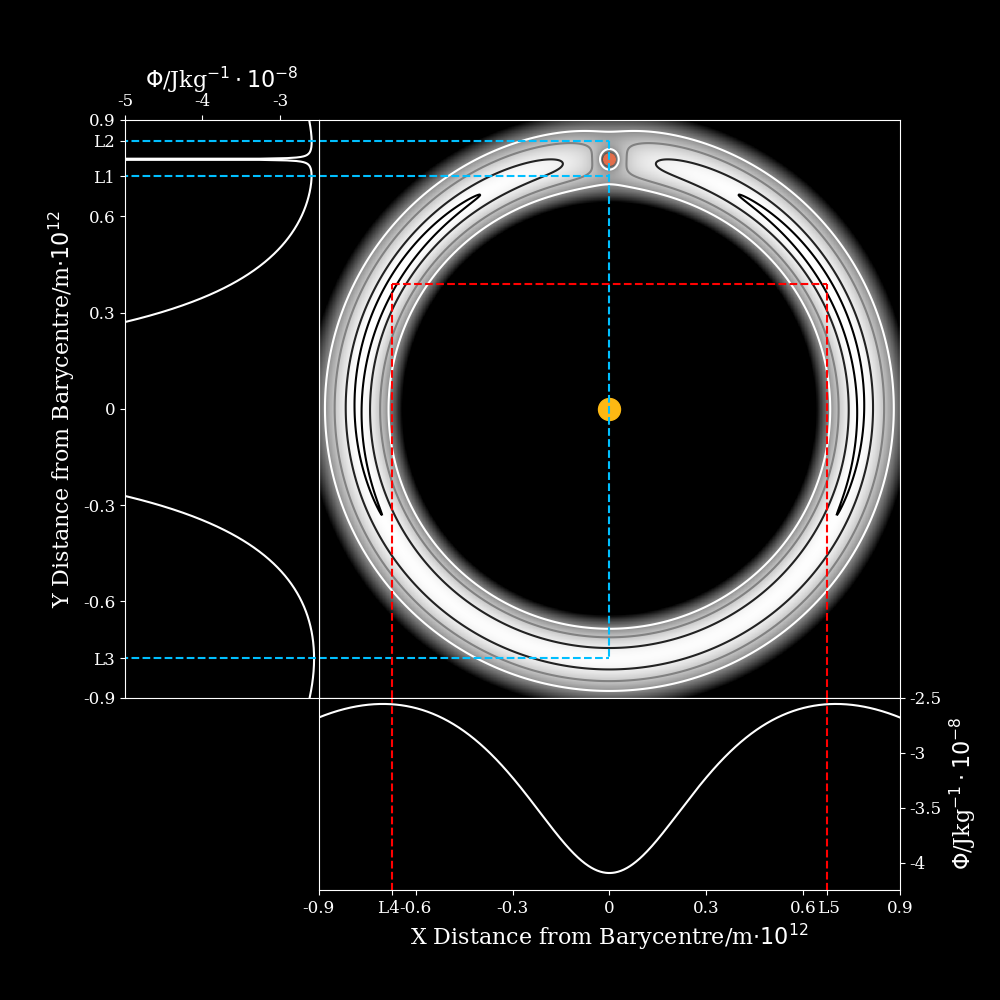 Φ/Jkg⁻¹ · 10⁻⁸
-5 -4 -3
0.9
L2
L1
0.6
0.3
0
-0.3
-0.6
L3
-0.9
Y Distance from Barycentre/m·10¹²
-2.5
-3
-3.5
-4
Φ/Jkg⁻¹ · 10⁻⁸
-0.9 L4 -0.6 -0.3 0 0.3 0.6 L5 0.9
X Distance from Barycentre/m·10¹²